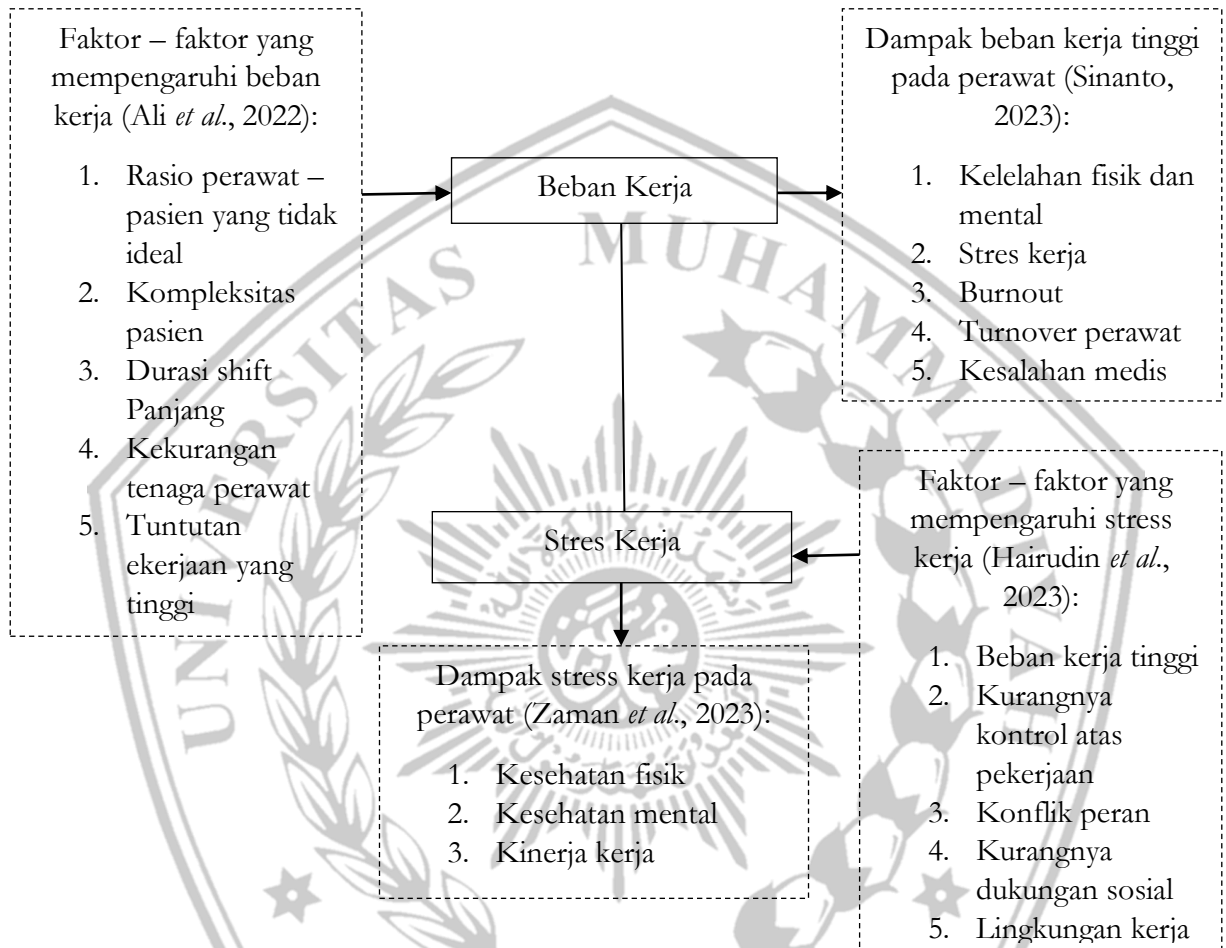 Faktor – faktor yang
mempengaruhi beban
kerja (Ali et al., 2022):
1. Rasio perawat –
pasien yang tidak
ideal
2. Kompleksitas
pasien
3. Durasi shift
Panjang
4. Kekurangan
tenaga perawat
5. Tuntutan
ekerjaan yang
tinggi
Beban Kerja
Dampak beban kerja tinggi
pada perawat (Sinanto,
2023):
1. Kelelahan fisik dan
mental
2. Stres kerja
3. Burnout
4. Turnover perawat
5. Kesalahan medis
Stres Kerja
Faktor – faktor yang
mempengaruhi stress
kerja (Hairudin et al.,
2023):
1. Beban kerja tinggi
2. Kurangnya
kontrol atas
pekerjaan
3. Konflik peran
4. Kurangnya
dukungan sosial
5. Lingkungan kerja
Dampak stress kerja pada
perawat (Zaman et al., 2023):
1. Kesehatan fisik
2. Kesehatan mental
3. Kinerja kerja
UNIVERSITAS MUHAMMADIYAH